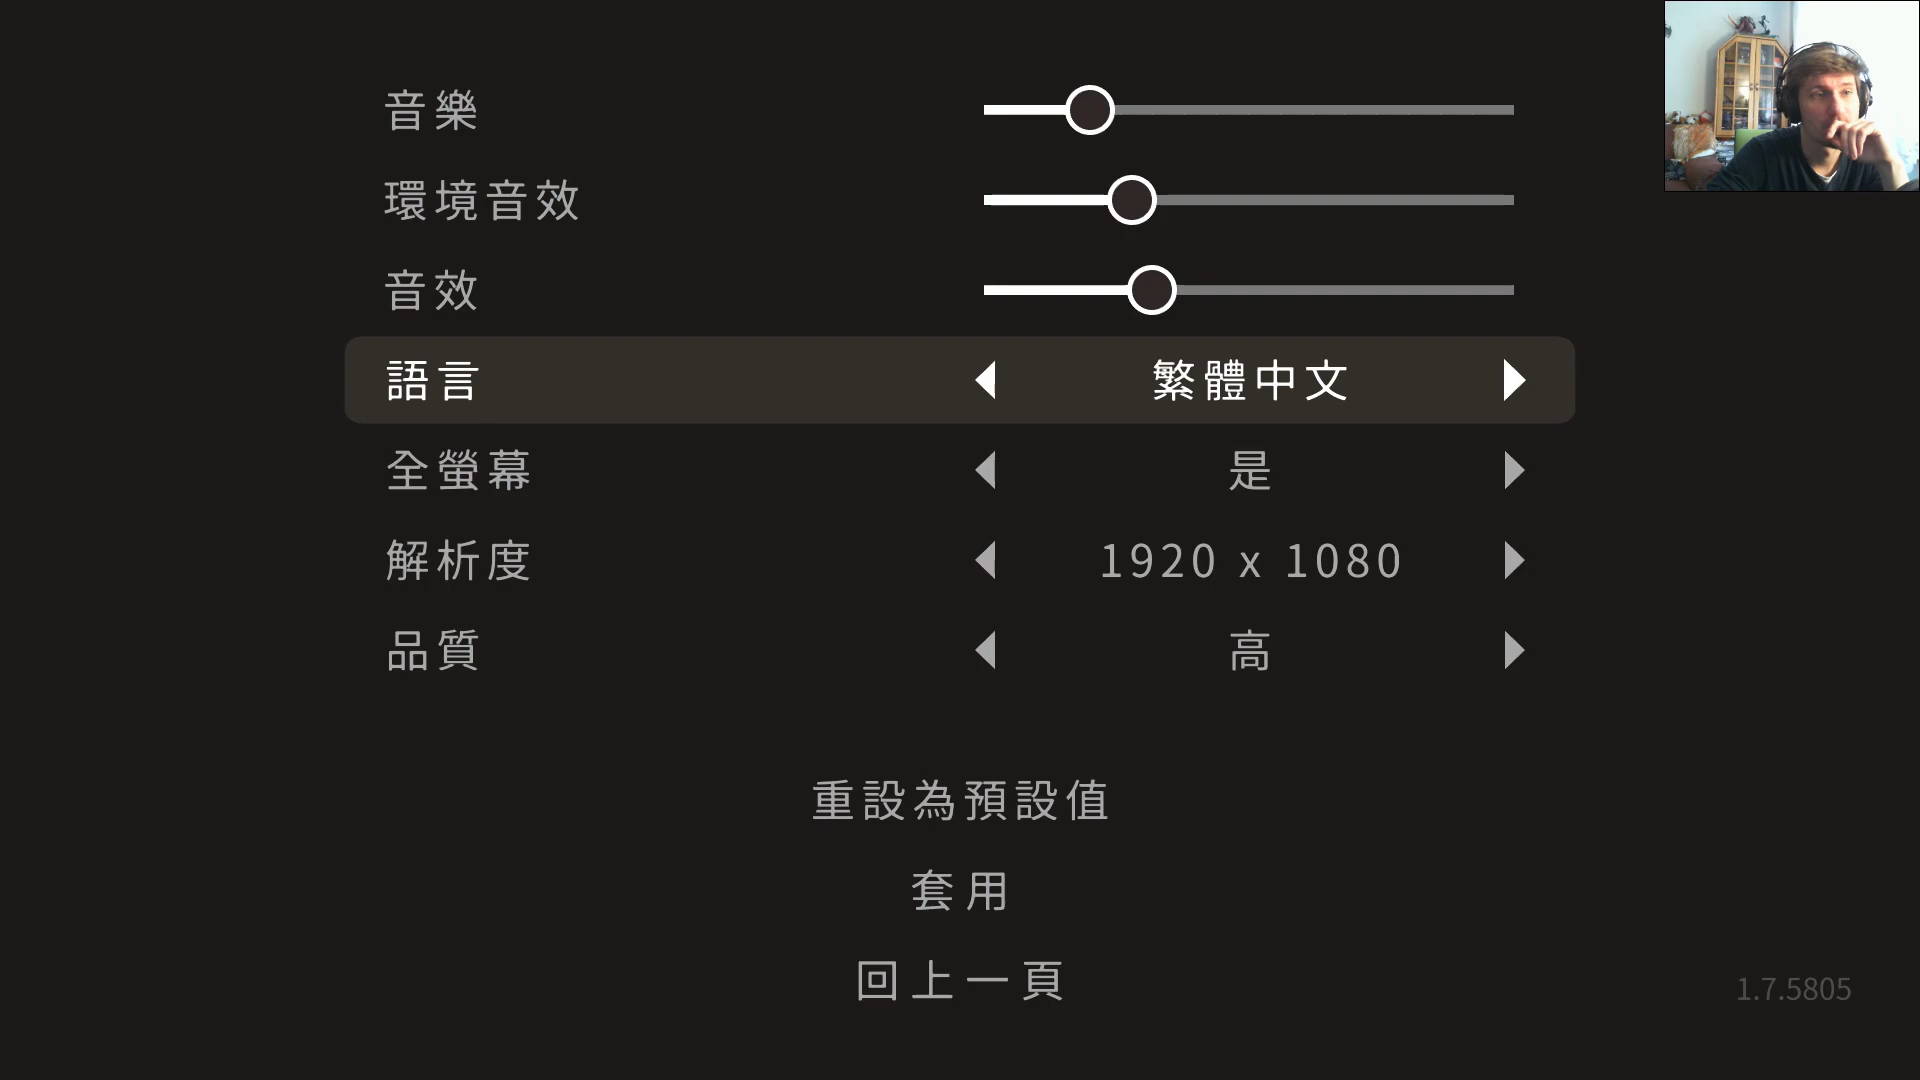 音樂
環境音效
音效
語言 繁體中文
全螢幕 是
解析度 1920 x 1080
品質 高
重設為預設值
套用
回上一頁
1.7.5805